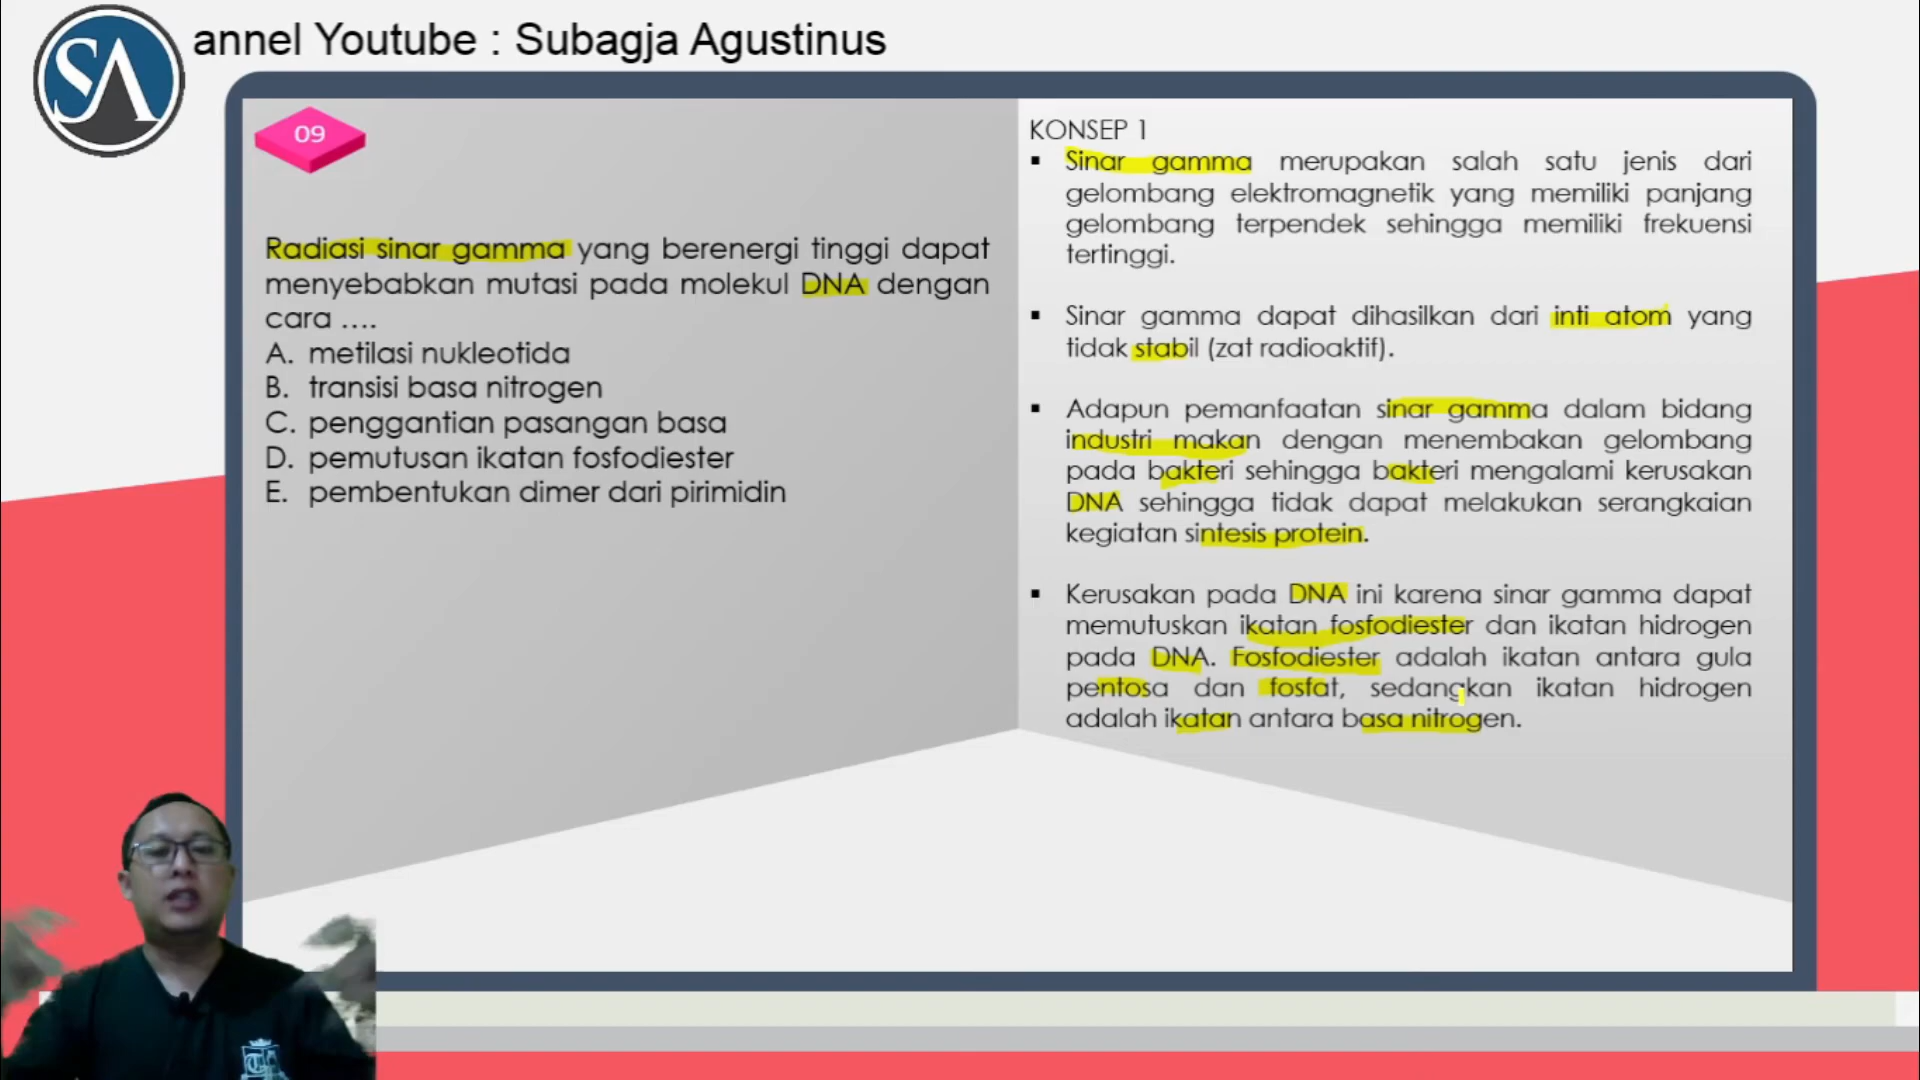 SA
annel Youtube : Subagja Agustinus
09
Radiasi sinar gamma yang berenergi tinggi dapat
menyebabkan mutasi pada molekul DNA dengan
cara ....
A. metilasi nukleotida
B. transisi basa nitrogen
C. penggantian pasangan basa
D. pemutusan ikatan fosfodiester
E. pembentukan dimer dari pirimidin
KONSEP 1
▪ Sinar gamma merupakan salah satu jenis dari
gelombang elektromagnetik yang memiliki panjang
gelombang terpendek sehingga memiliki frekuensi
tertinggi.
▪ Sinar gamma dapat dihasilkan dari inti atom yang
tidak stabil (zat radioaktif).
▪ Adapun pemanfaatan sinar gamma dalam bidang
industri makan dengan menembakan gelombang
pada bakteri sehingga bakteri mengalami kerusakan
DNA sehingga tidak dapat melakukan serangkaian
kegiatan sintesis protein.
▪ Kerusakan pada DNA ini karena sinar gamma dapat
memutuskan ikatan fosfodiester dan ikatan hidrogen
pada DNA. Fosfodiester adalah ikatan antara gula
pentosa dan fosfat, sedangkan ikatan hidrogen
adalah ikatan antara basa nitrogen.